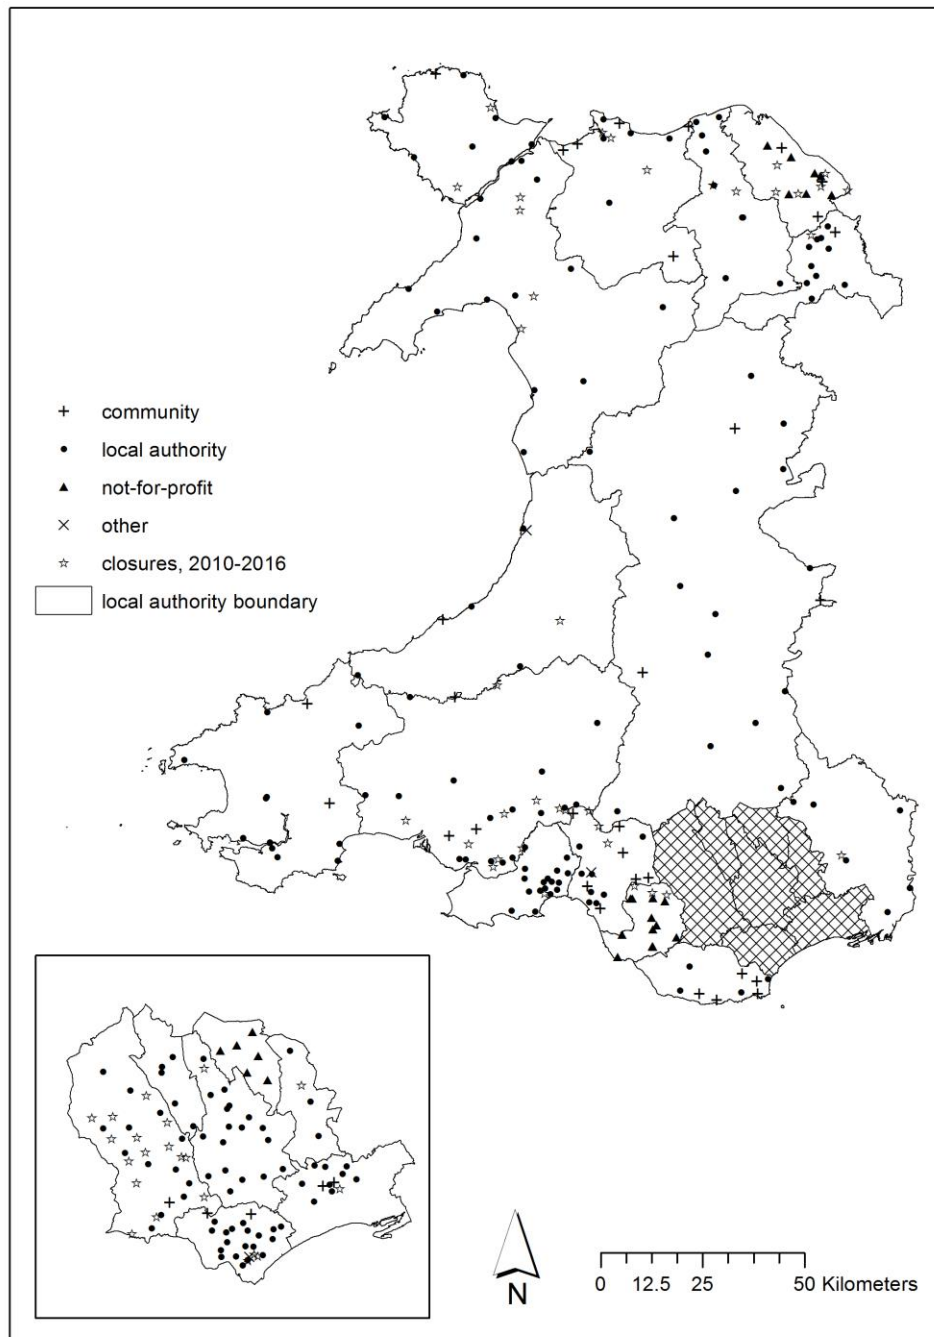 community
local authority
not-for-profit
other
closures, 2010-2016
local authority boundary
N
0 12.5 25 50 Kilometers